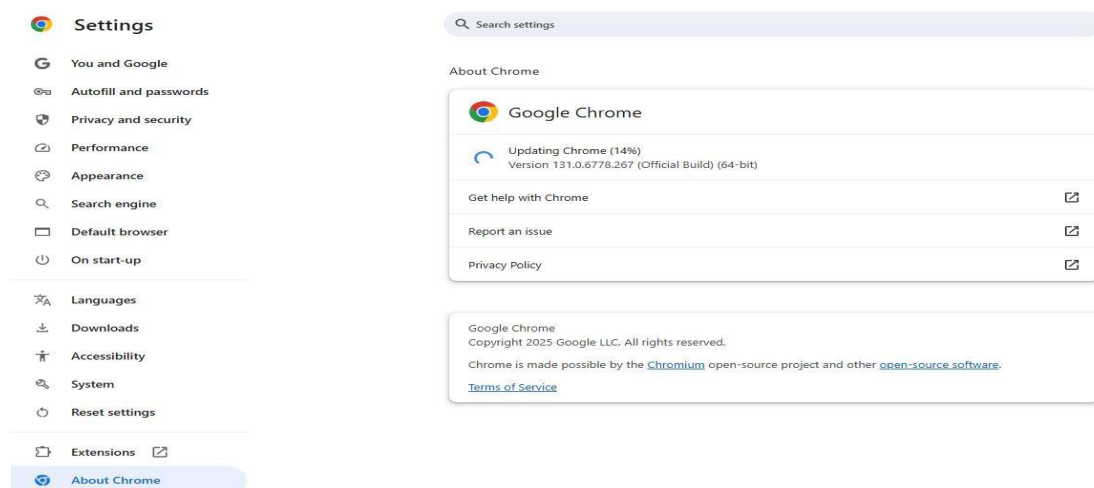 Settings
You and Google
Autofill and passwords
Privacy and security
Performance
Appearance
Search engine
Default browser
On start-up
Languages
Downloads
Accessibility
System
Reset settings
Extensions
About Chrome
Search settings
About Chrome
Google Chrome
Updating Chrome (14%)
Version 131.0.6778.267 (Official Build) (64-bit)
Get help with Chrome
Report an issue
Privacy Policy
Google Chrome
Copyright 2025 Google LLC. All rights reserved.
Chrome is made possible by the Chromium open-source project and other open-source software.
Terms of Service